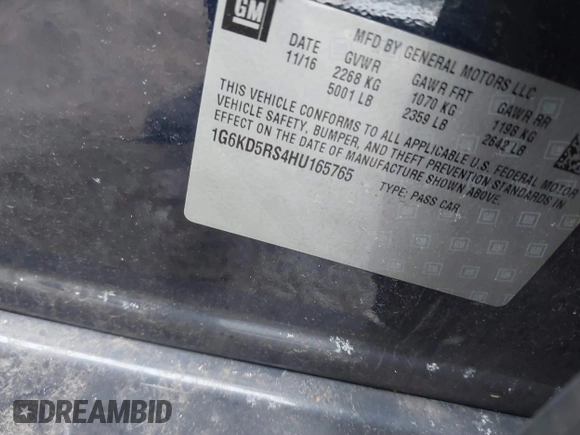 GM
MFD BY GENERAL MOTORS LLC
DATE GVWR GAWR FRT GAWR RR
11/16 2268 KG 1070 KG 1198 KG
5001 LB 2359 LB 2642 LB
THIS VEHICLE CONFORMS TO ALL APPLICABLE U.S. FEDERAL MOTOR
VEHICLE SAFETY, BUMPER, AND THEFT PREVENTION STANDARDS IN
EFFECT ON THE DATE OF MANUFACTURE SHOWN ABOVE.
1G6KD5RS4HU165765
TYPE: PASS CAR
DREAMBID